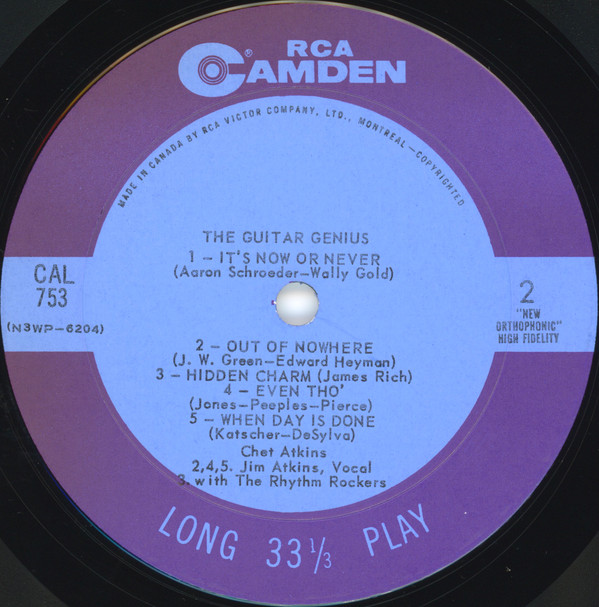 RCA
CAMDEN®
MADE IN CANADA BY RCA VICTOR COMPANY, LTD., MONTREAL—COPYRIGHTED
THE GUITAR GENIUS
1 — IT'S NOW OR NEVER
(Aaron Schroeder—Wally Gold)
CAL
753
(N3WP—6204)
2
"NEW
ORTHOPHONIC"
HIGH FIDELITY
2 — OUT OF NOWHERE
(J. W. Green—Edward Heyman)
3 — HIDDEN CHARM (James Rich)
4 — EVEN THO'
(Jones—Peeples—Pierce)
5 — WHEN DAY IS DONE
(Katscher—DeSylva)
Chet Atkins
2,4,5. Jim Atkins, Vocal
3. with The Rhythm Rockers
LONG 33 1/3 PLAY